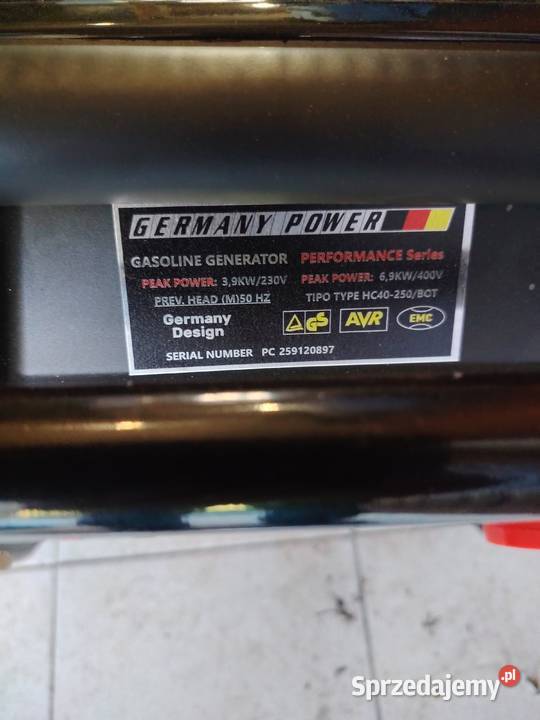 GERMANY POWER
GASOLINE GENERATOR PERFORMANCE Series
PEAK POWER: 3,9KW/230V PEAK POWER: 6,9KW/400V
PREV. HEAD (M)50 HZ TIPO TYPE HC40-250/BOT
Germany Design GS AVR EMC
SERIAL NUMBER PC 259120897
Sprzedajemy.pl